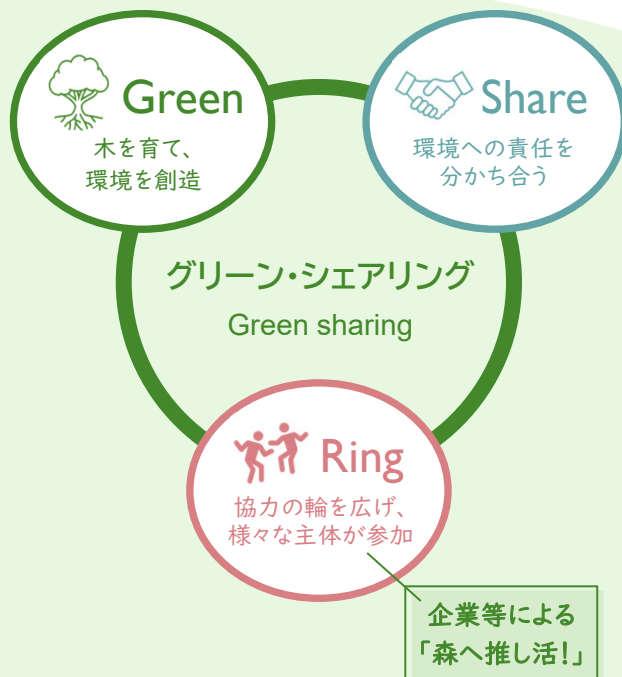 Green
木を育て、
環境を創造
Share
環境への責任を
分かち合う
グリーン・シェアリング
Green sharing
Ring
協力の輪を広げ、
様々な主体が参加
企業等による
「森へ推し活!」